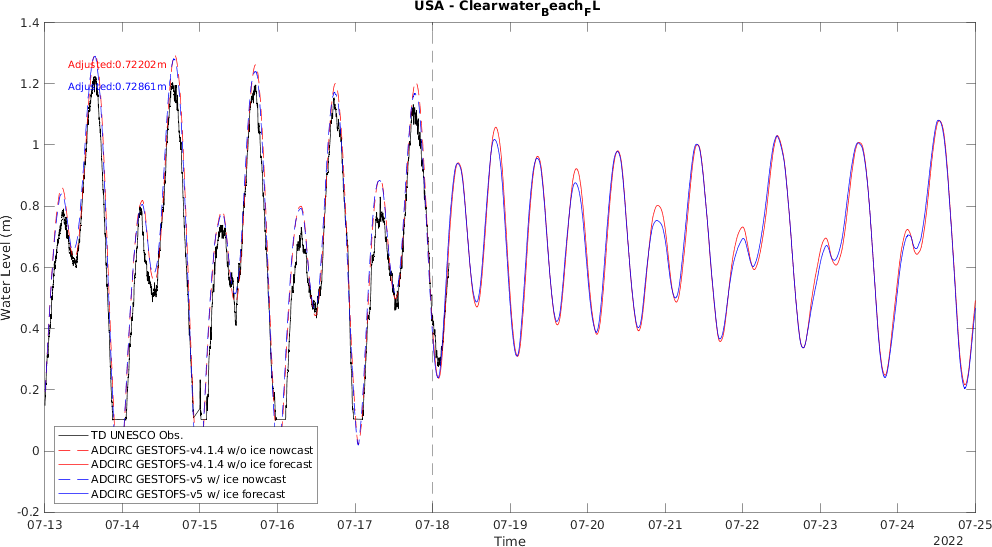 USA - Clearwater_Beach_FL
Adjusted:0.72202m
Adjusted:0.72861m
Water Level (m)
1.4
1.2
1
0.8
0.6
0.4
0.2
0
-0.2
TD UNESCO Obs.
ADCIRC GESTOFS-v4.1.4 w/o ice nowcast
ADCIRC GESTOFS-v4.1.4 w/o ice forecast
ADCIRC GESTOFS-v5 w/ ice nowcast
ADCIRC GESTOFS-v5 w/ ice forecast
07-13 07-14 07-15 07-16 07-17 07-18 07-19 07-20 07-21 07-22 07-23 07-24 07-25
Time
2022